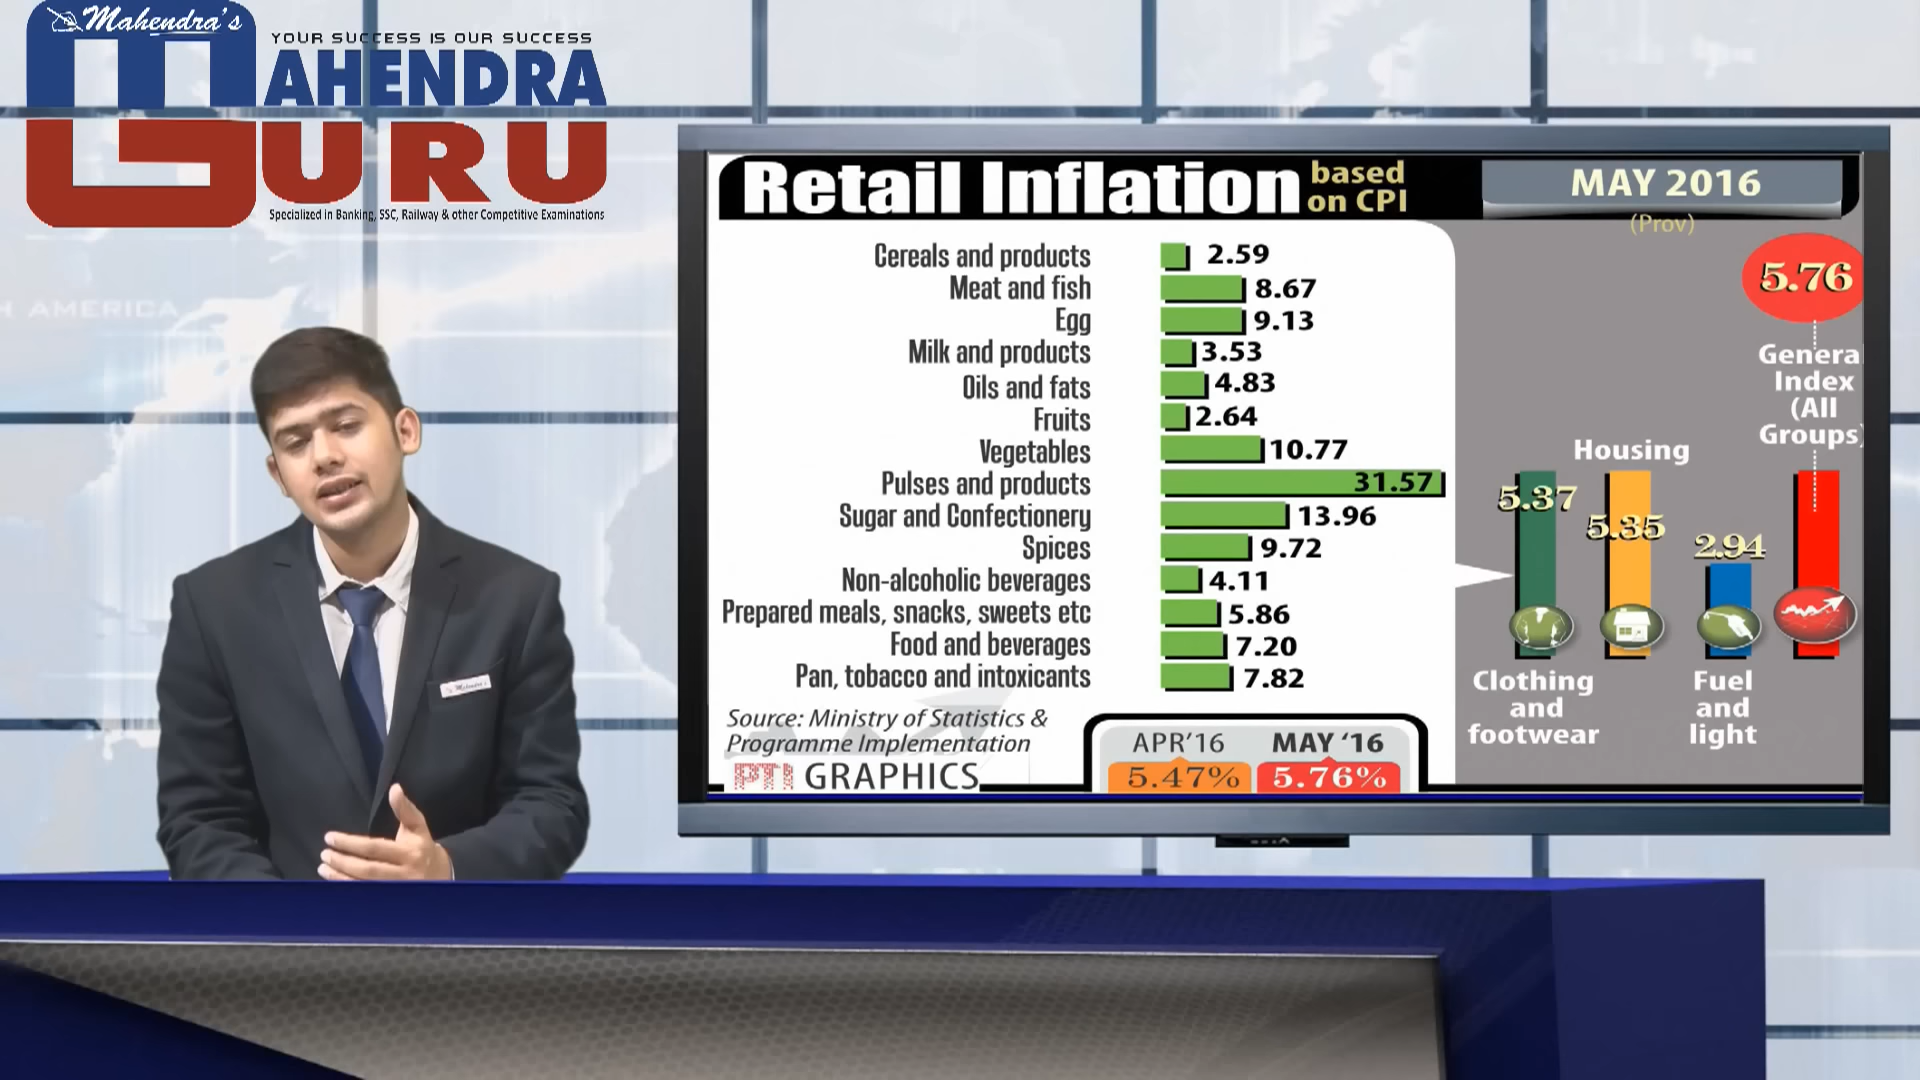 Mahendra's
YOUR SUCCESS IS OUR SUCCESS
MAHENDRA
GURU
Specialized in Banking, SSC, Railway & other Competitive Examinations
H AMERICA
Retail Inflation based on CPI
MAY 2016
(Prov)
Cereals and products 2.59
Meat and fish 8.67
Egg 9.13
Milk and products 3.53
Oils and fats 4.83
Fruits 2.64
Vegetables 10.77
Pulses and products 31.57
Sugar and Confectionery 13.96
Spices 9.72
Non-alcoholic beverages 4.11
Prepared meals, snacks, sweets etc 5.86
Food and beverages 7.20
Pan, tobacco and intoxicants 7.82
Source: Ministry of Statistics &
Programme Implementation
PTI GRAPHICS
APR'16 MAY '16
5.47% 5.76%
5.76
Genera
Index
(All
Groups)
Housing
5.37
5.35
2.94
Clothing
and
footwear
Fuel
and
light
Mahendra's